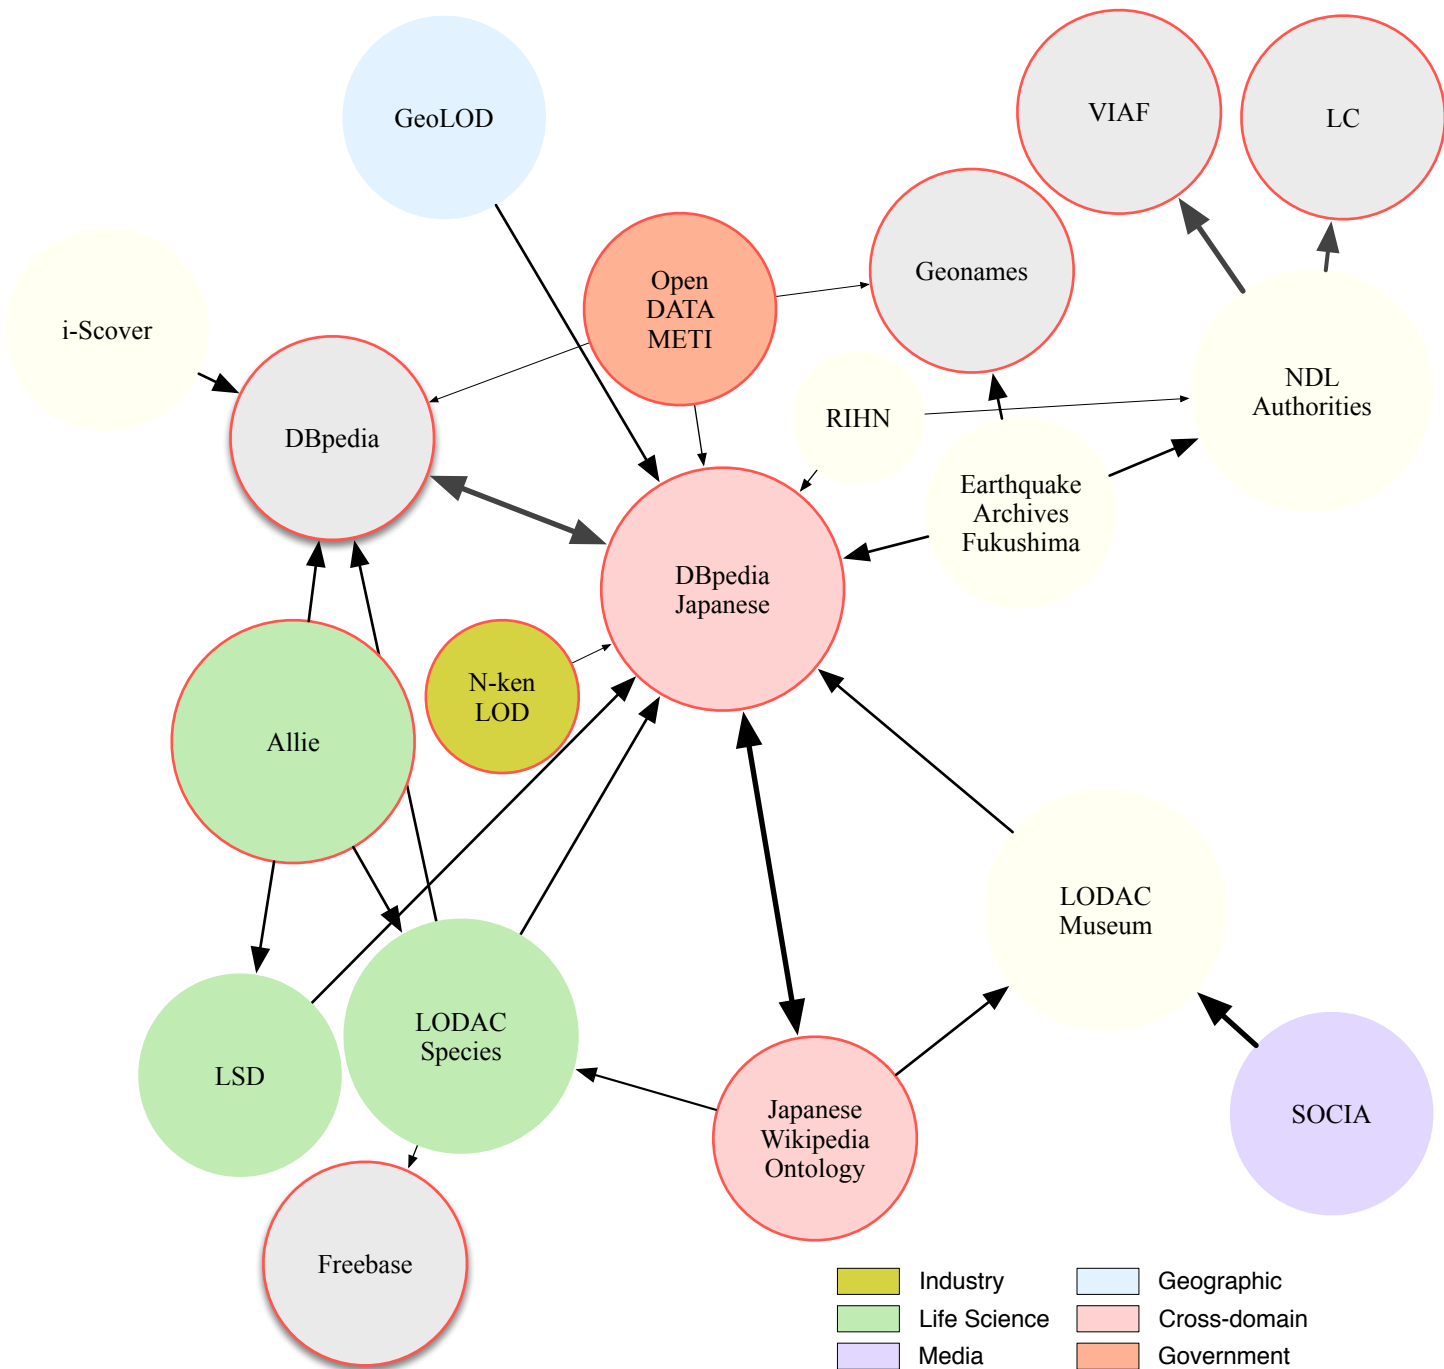 VIAF
LC
GeoLOD
Geonames
Open
DATA
METI
i-Scover
NDL
Authorities
RIHN
DBpedia
Earthquake
Archives
Fukushima
DBpedia
Japanese
N-ken
LOD
Allie
LODAC
Museum
LODAC
Species
LSD
Japanese
Wikipedia
Ontology
SOCIA
Freebase
Industry
Geographic
Life Science
Cross-domain
Media
Government